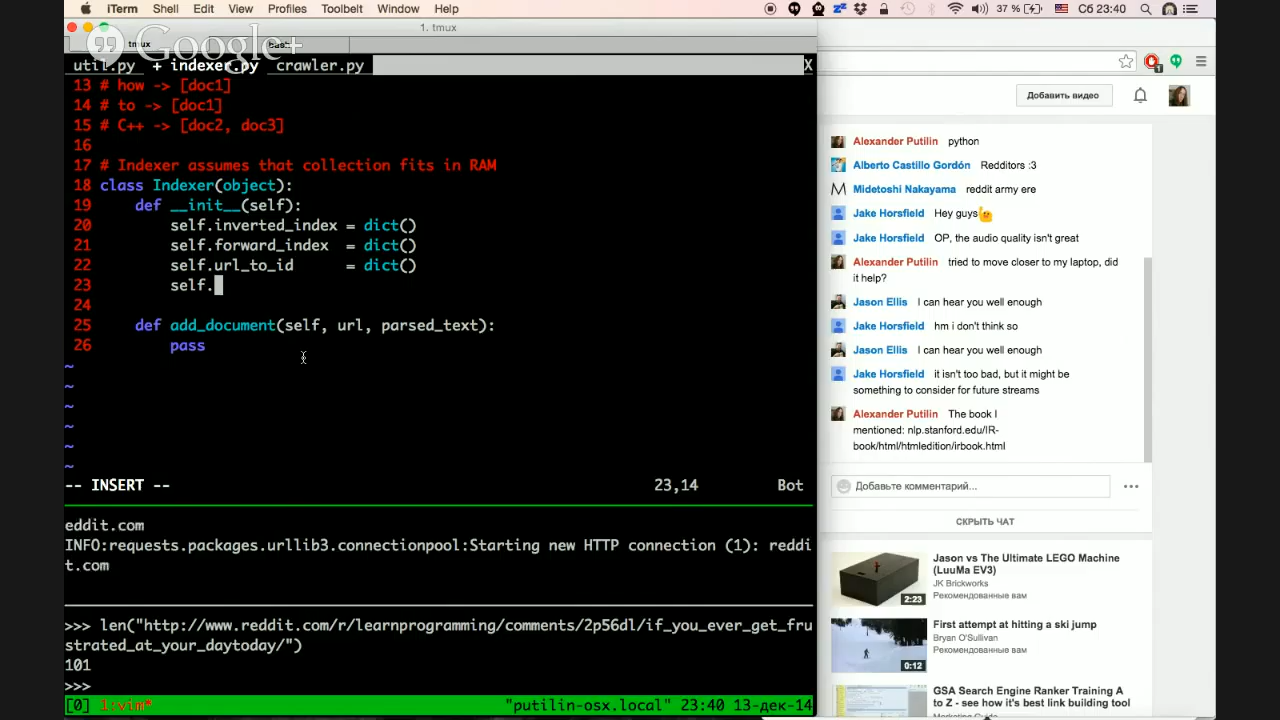 iTerm Shell Edit View Profiles Toolbelt Window Help 37 % Сб 23:40
1. tmux
tmux bash
Google+
util.py + indexer.py crawler.py X
13 # how -> [doc1]
14 # to -> [doc1]
15 # C++ -> [doc2, doc3]
16
17 # Indexer assumes that collection fits in RAM
18 class Indexer(object):
19 def __init__(self):
20 self.inverted_index = dict()
21 self.forward_index = dict()
22 self.url_to_id = dict()
23 self.
24
25 def add_document(self, url, parsed_text):
26 pass
~
~
~
~
~
~
-- INSERT -- 23,14 Bot
eddit.com
INFO:requests.packages.urllib3.connectionpool:Starting new HTTP connection (1): reddi
t.com
>>> len("http://www.reddit.com/r/learnprogramming/comments/2p56dl/if_you_ever_get_fru
strated_at_your_daytoday/")
101
>>>
[0] 1:vim* "putilin-osx.local" 23:40 13-дек-14
1
Добавить видео
Alexander Putilin python
Alberto Castillo Gordón Redditors :3
Midetoshi Nakayama reddit army ere
Jake Horsfield Hey guys
Jake Horsfield OP, the audio quality isn't great
Alexander Putilin tried to move closer to my laptop, did
it help?
Jason Ellis I can hear you well enough
Jake Horsfield hm i don't think so
Jason Ellis I can hear you well enough
Jake Horsfield it isn't too bad, but it might be
something to consider for future streams
Alexander Putilin The book I
mentioned: nlp.stanford.edu/IR-
book/html/htmledition/irbook.html
Добавьте комментарий...
СКРЫТЬ ЧАТ
Jason vs The Ultimate LEGO Machine
(LuuMa EV3)
JK Brickworks
Рекомендованные вам
2:23
First attempt at hitting a ski jump
Bryan O'Sullivan
Рекомендованные вам
0:12
GSA Search Engine Ranker Training A
to Z - see how it's best link building tool